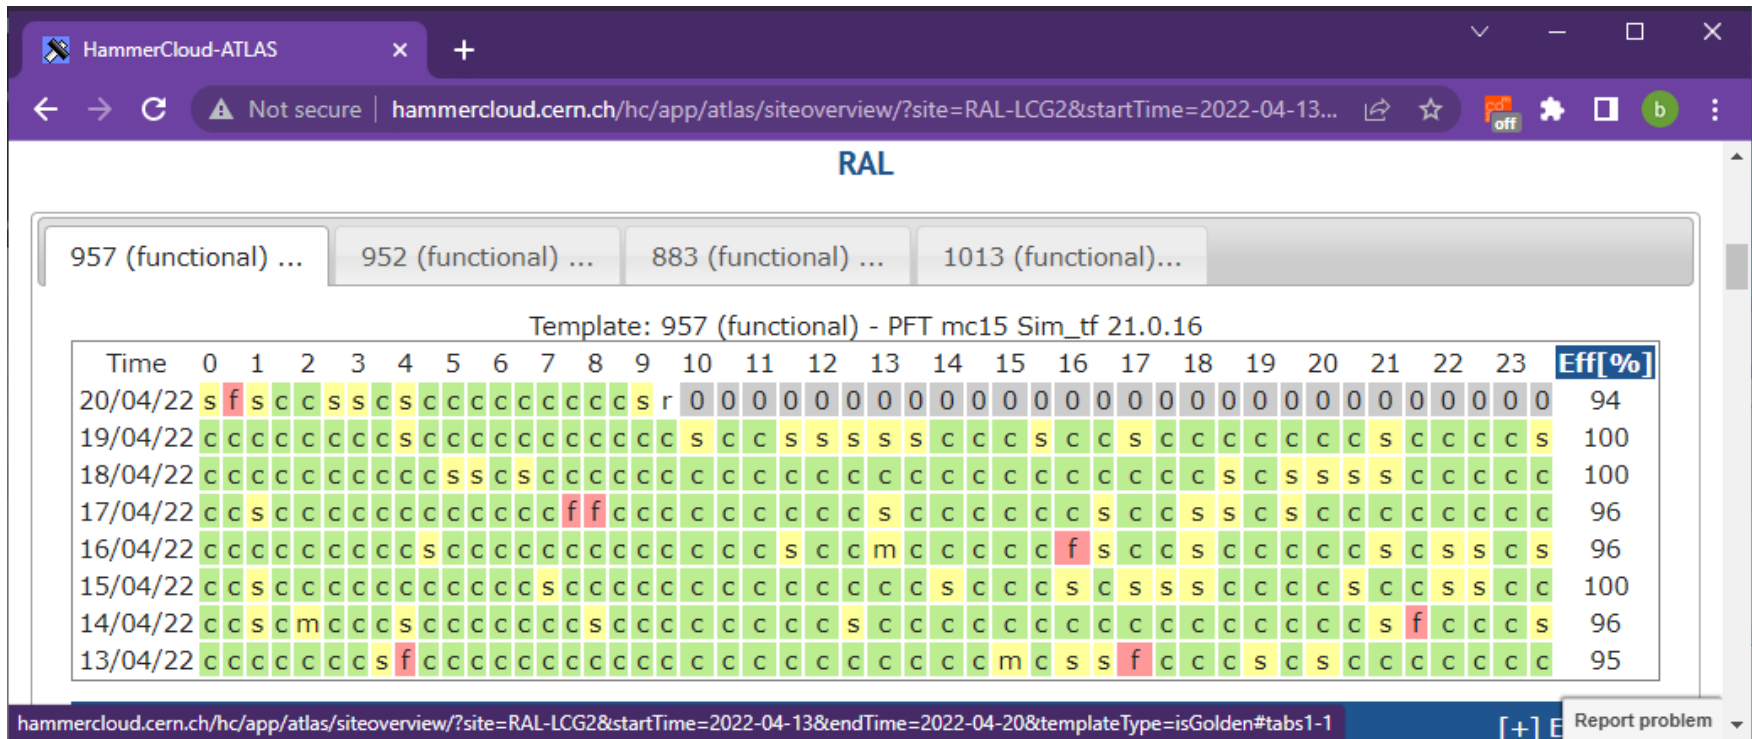 HammerCloud-ATLAS
Not secure | hammercloud.cern.ch/hc/app/atlas/siteoverview/?site=RAL-LCG2&startTime=2022-04-13...
off
b
RAL
957 (functional) ... 952 (functional) ... 883 (functional) ... 1013 (functional)...
Template: 957 (functional) - PFT mc15 Sim_tf 21.0.16
Time 0 1 2 3 4 5 6 7 8 9 10 11 12 13 14 15 16 17 18 19 20 21 22 23 Eff[%]
20/04/22 s f s c c s s c s c c c c c c c c c s r 0 0 0 0 0 0 0 0 0 0 0 0 0 0 0 0 0 0 0 0 0 0 0 0 0 0 0 0 94
19/04/22 c c c c c c c c s c c c c c c c c c c c s c c s s s s s c c c s c c s c c c c c c c s c c c c s 100
18/04/22 c c c c c c c c c c s s c s c c c c c c c c c c c c c c c c c c c c c c c s c s s s s c c c c c 100
17/04/22 c c s c c c c c c c c c c c c f f c c c c c c c c c s c c c c c c s c c s s c s c c c c c c c c 96
16/04/22 c c c c c c c c c s c c c c c c c c c c c c c s c c m c c c c c f s c c s c c c c c s c s s c s 96
15/04/22 c c s c c c c c c c c c c c s c c c c c c c c c c c c c s c c c s c s s s c c c c s c c s s c c 100
14/04/22 c c s c m c c c s c c c c c c c s c c c c c c c c s c c c c c c c c c c c c c c c c s f c c c s 96
13/04/22 c c c c c c c s f c c c c c c c c c c c c c c c c c c c c c m c s s f c c c s c s c c c c c c c 95
hammercloud.cern.ch/hc/app/atlas/siteoverview/?site=RAL-LCG2&startTime=2022-04-13&endTime=2022-04-20&templateType=isGolden#tabs1-1
[+] E
Report problem